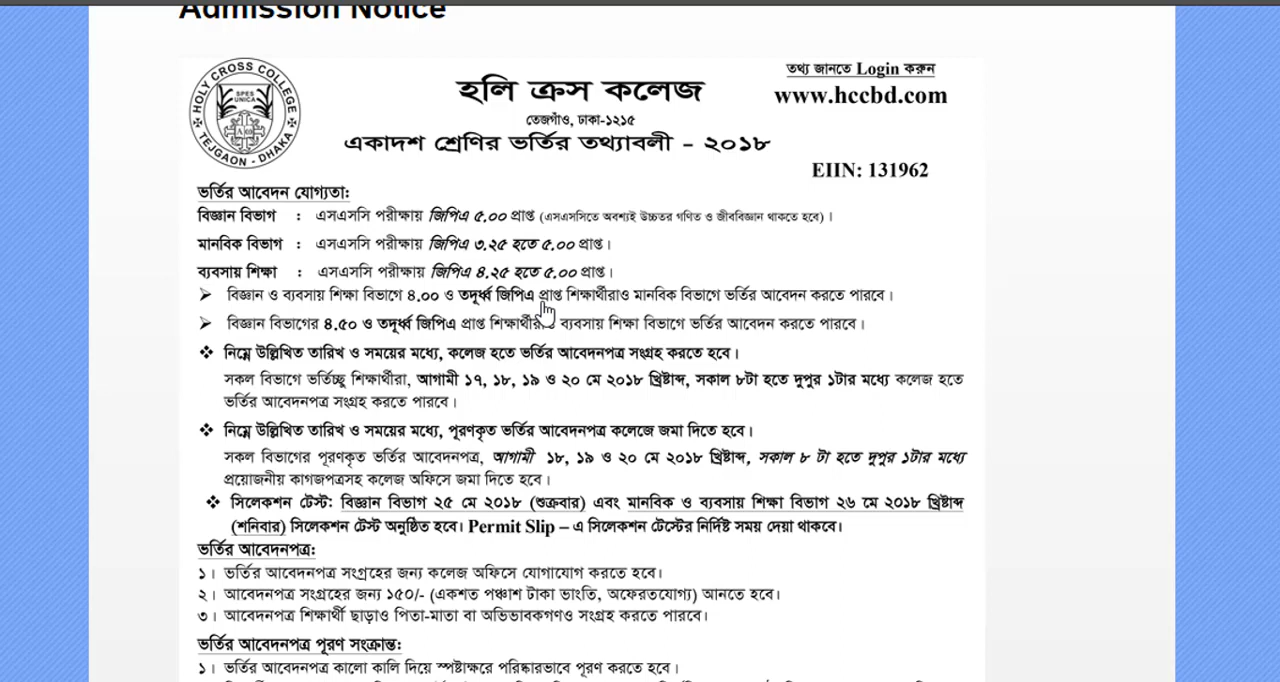 Admission Notice
HOLY CROSS COLLEGE
SPES UNICA
TEJGAON - DHAKA
তথ্য জানতে Login করুন
হলি ক্রস কলেজ
www.hccbd.com
তেজগাঁও, ঢাকা-১২১৫
একাদশ শ্রেণির ভর্তির তথ্যাবলী - ২০১৮
EIIN: 131962
ভর্তির আবেদন যোগ্যতা:
বিজ্ঞান বিভাগ : এসএসসি পরীক্ষায় জিপিএ ৫.০০ প্রাপ্ত (এসএসসিতে অবশ্যই উচ্চতর গণিত ও জীববিজ্ঞান থাকতে হবে) ।
মানবিক বিভাগ : এসএসসি পরীক্ষায় জিপিএ ৩.২৫ হতে ৫.০০ প্রাপ্ত।
ব্যবসায় শিক্ষা : এসএসসি পরীক্ষায় জিপিএ ৪.২৫ হতে ৫.০০ প্রাপ্ত।
➢ বিজ্ঞান ও ব্যবসায় শিক্ষা বিভাগে ৪.০০ ও তদূর্ধ্ব জিপিএ প্রাপ্ত শিক্ষার্থীরাও মানবিক বিভাগে ভর্তির আবেদন করতে পারবে।
➢ বিজ্ঞান বিভাগের ৪.৫০ ও তদূর্ধ্ব জিপিএ প্রাপ্ত শিক্ষার্থীরা ব্যবসায় শিক্ষা বিভাগে ভর্তির আবেদন করতে পারবে।
❖ নিম্নে উল্লিখিত তারিখ ও সময়ের মধ্যে, কলেজ হতে ভর্তির আবেদনপত্র সংগ্রহ করতে হবে।
সকল বিভাগে ভর্তিচ্ছু শিক্ষার্থীরা, আগামী ১৭, ১৮, ১৯ ও ২০ মে ২০১৮ খ্রিষ্টাব্দ, সকাল ৮টা হতে দুপুর ১টার মধ্যে কলেজ হতে
ভর্তির আবেদনপত্র সংগ্রহ করতে পারবে।
❖ নিম্নে উল্লিখিত তারিখ ও সময়ের মধ্যে, পূরণকৃত ভর্তির আবেদনপত্র কলেজে জমা দিতে হবে।
সকল বিভাগের পূরণকৃত ভর্তির আবেদনপত্র, আগামী ১৮, ১৯ ও ২০ মে ২০১৮ খ্রিষ্টাব্দ, সকাল ৮ টা হতে দুপুর ১টার মধ্যে
প্রয়োজনীয় কাগজপত্রসহ কলেজ অফিসে জমা দিতে হবে।
❖ সিলেকশন টেস্ট: বিজ্ঞান বিভাগ ২৫ মে ২০১৮ (শুক্রবার) এবং মানবিক ও ব্যবসায় শিক্ষা বিভাগ ২৬ মে ২০১৮ খ্রিষ্টাব্দ
(শনিবার) সিলেকশন টেস্ট অনুষ্ঠিত হবে। Permit Slip – এ সিলেকশন টেস্টের নির্দিষ্ট সময় দেয়া থাকবে।
ভর্তির আবেদনপত্র:
১। ভর্তির আবেদনপত্র সংগ্রহের জন্য কলেজ অফিসে যোগাযোগ করতে হবে।
২। আবেদনপত্র সংগ্রহের জন্য ১৫০/- (একশত পঞ্চাশ টাকা ভাংতি, অফেরতযোগ্য) আনতে হবে।
৩। আবেদনপত্র শিক্ষার্থী ছাড়াও পিতা-মাতা বা অভিভাবকগণও সংগ্রহ করতে পারবে।
ভর্তির আবেদনপত্র পূরণ সংক্রান্ত:
১। ভর্তির আবেদনপত্র কালো কালি দিয়ে স্পষ্টাক্ষরে পরিষ্কারভাবে পূরণ করতে হবে।